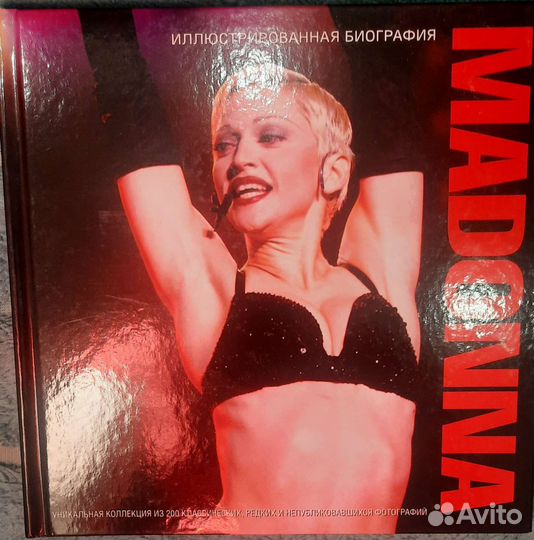 ИЛЛЮСТРИРОВАННАЯ БИОГРАФИЯ
MADONNA
УНИКАЛЬНАЯ КОЛЛЕКЦИЯ ИЗ 200 КЛАССИЧЕСКИХ, РЕДКИХ И НЕПУБЛИКОВАВШИХСЯ ФОТОГРАФИЙ
Avito